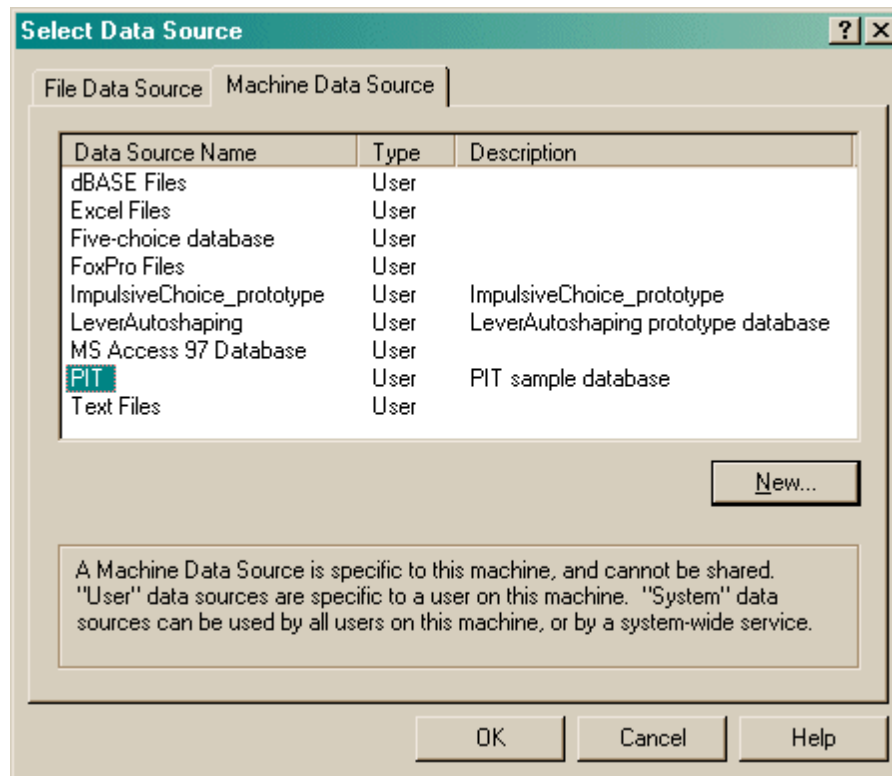 Select Data Source
File Data Source Machine Data Source
Data Source Name Type Description
dBASE Files User
Excel Files User
Five-choice database User
FoxPro Files User
ImpulsiveChoice_prototype User ImpulsiveChoice_prototype
LeverAutoshaping User LeverAutoshaping prototype database
MS Access 97 Database User
PIT User PIT sample database
Text Files User
New...
A Machine Data Source is specific to this machine, and cannot be shared.
"User" data sources are specific to a user on this machine. "System" data
sources can be used by all users on this machine, or by a system-wide service.
OK Cancel Help